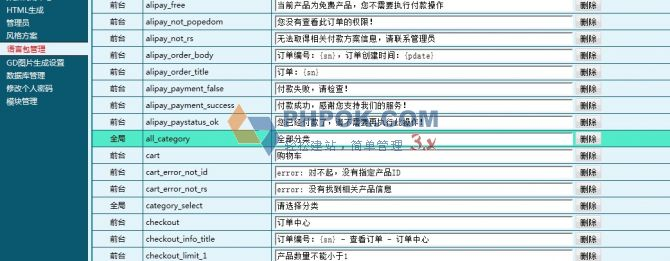 HTML生成
管理员
风格方案
语言包管理
GD图片生成设置
数据库管理
修改个人密码
模块管理
前台 alipay_free 当前产品为免费产品，您不需要执行付款操作 删除
前台 alipay_not_popedom 您没有查看此订单的权限！ 删除
前台 alipay_not_rs 无法取得相关付款方案信息，请联系管理员 删除
前台 alipay_order_body 订单编号：{sn}，订单创建时间：{pdate} 删除
前台 alipay_order_title 订单：{sn} 删除
前台 alipay_payment_false 付款失败，请检查！ 删除
前台 alipay_payment_success 付款成功，感谢您支持我们的服务！ 删除
前台 alipay_paystatus_ok 您已经付款了，请不需要再执行此操作！ 删除
PHPOK.COM
全局 all_category 全部分类 删除
轻松建站，简单管理 3.x
前台 cart 购物车 删除
前台 cart_error_not_id error: 对不起，没有指定产品ID 删除
前台 cart_error_not_rs error: 没有找到相关产品信息 删除
全局 category_select 请选择分类 删除
前台 checkout 订单中心 删除
前台 checkout_info_title 订单编号：{sn} - 查看订单 - 订单中心 删除
前台 checkout_limit_1 产品数量不能小于1 删除